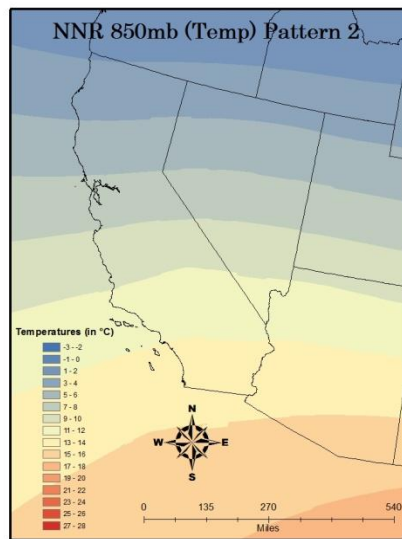 NNR 850mb (Temp) Pattern 2
Temperatures (in °C)
-3 - -2
-1 - 0
1 - 2
3 - 4
5 - 6
7 - 8
9 - 10
11 - 12
13 - 14
15 - 16
17 - 18
19 - 20
21 - 22
23 - 24
25 - 26
27 - 28
N
W E
S
0 135 270 540
Miles